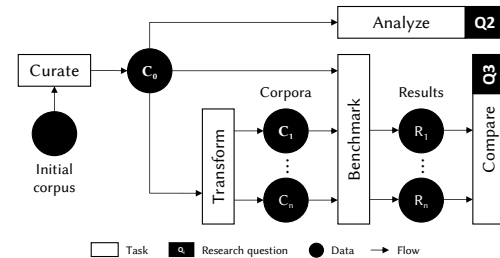 Analyze Q2
Curate C₀ Q3
Corpora Results
Initial
corpus
Transform
C₁
Cₙ
Benchmark
R₁
Rₙ
Compare
Task Qᵢ Research question Data Flow